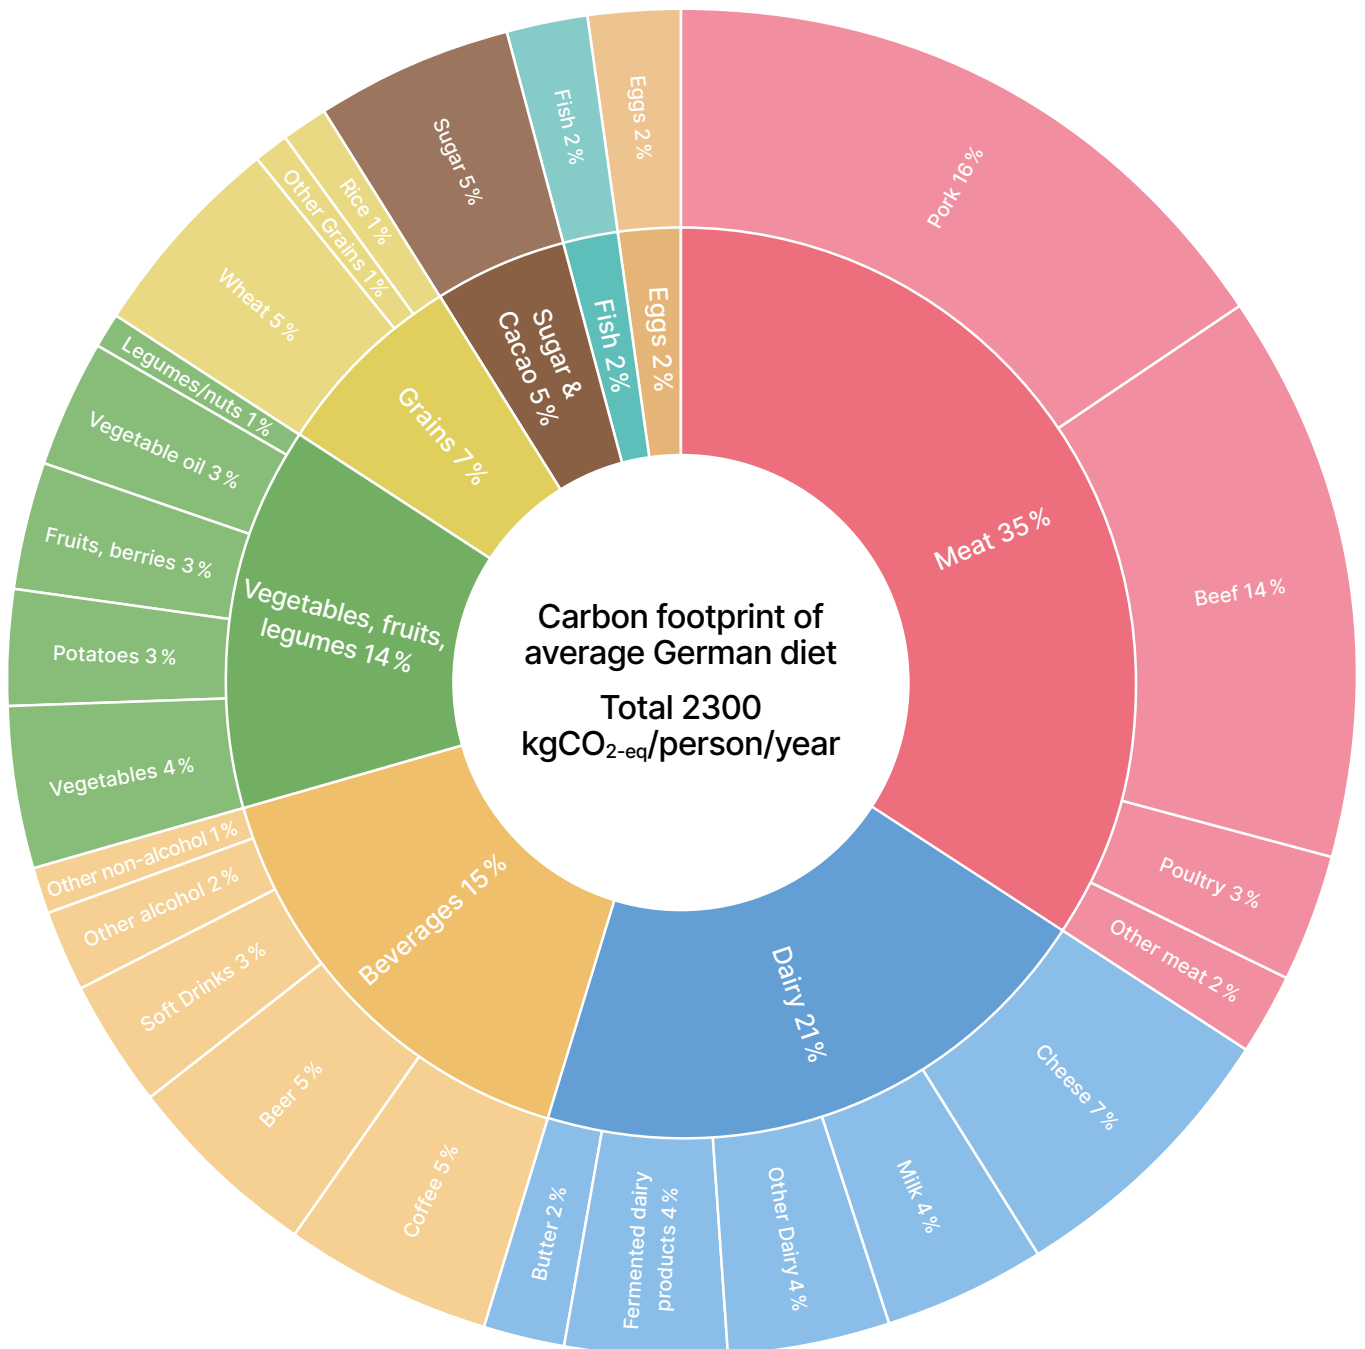 Carbon footprint of
average German diet
Total 2300
kgCO2-eq/person/year
Meat 35%
Pork 16%
Beef 14%
Poultry 3%
Other meat 2%
Dairy 21%
Cheese 7%
Milk 4%
Other Dairy 4%
Fermented dairy
products 4%
Butter 2%
Beverages 15%
Coffee 5%
Beer 5%
Soft Drinks 3%
Other alcohol 2%
Other non-alcohol 1%
Vegetables, fruits,
legumes 14%
Vegetables 4%
Potatoes 3%
Fruits, berries 3%
Vegetable oil 3%
Legumes/nuts 1%
Grains 7%
Wheat 5%
Other Grains 1%
Rice 1%
Sugar &
Cacao 5%
Sugar 5%
Fish 2%
Fish 2%
Eggs 2%
Eggs 2%